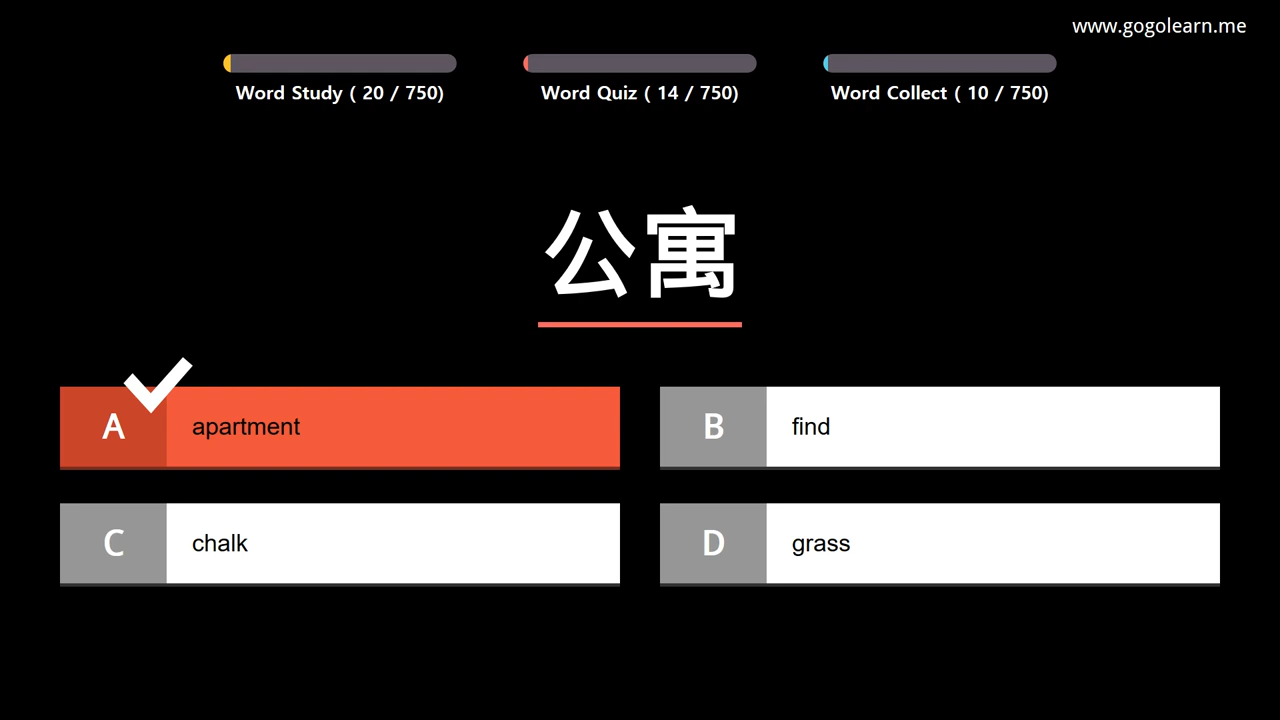 www.gogolearn.me
Word Study ( 20 / 750)
Word Quiz ( 14 / 750)
Word Collect ( 10 / 750)
公寓
A apartment
B find
C chalk
D grass